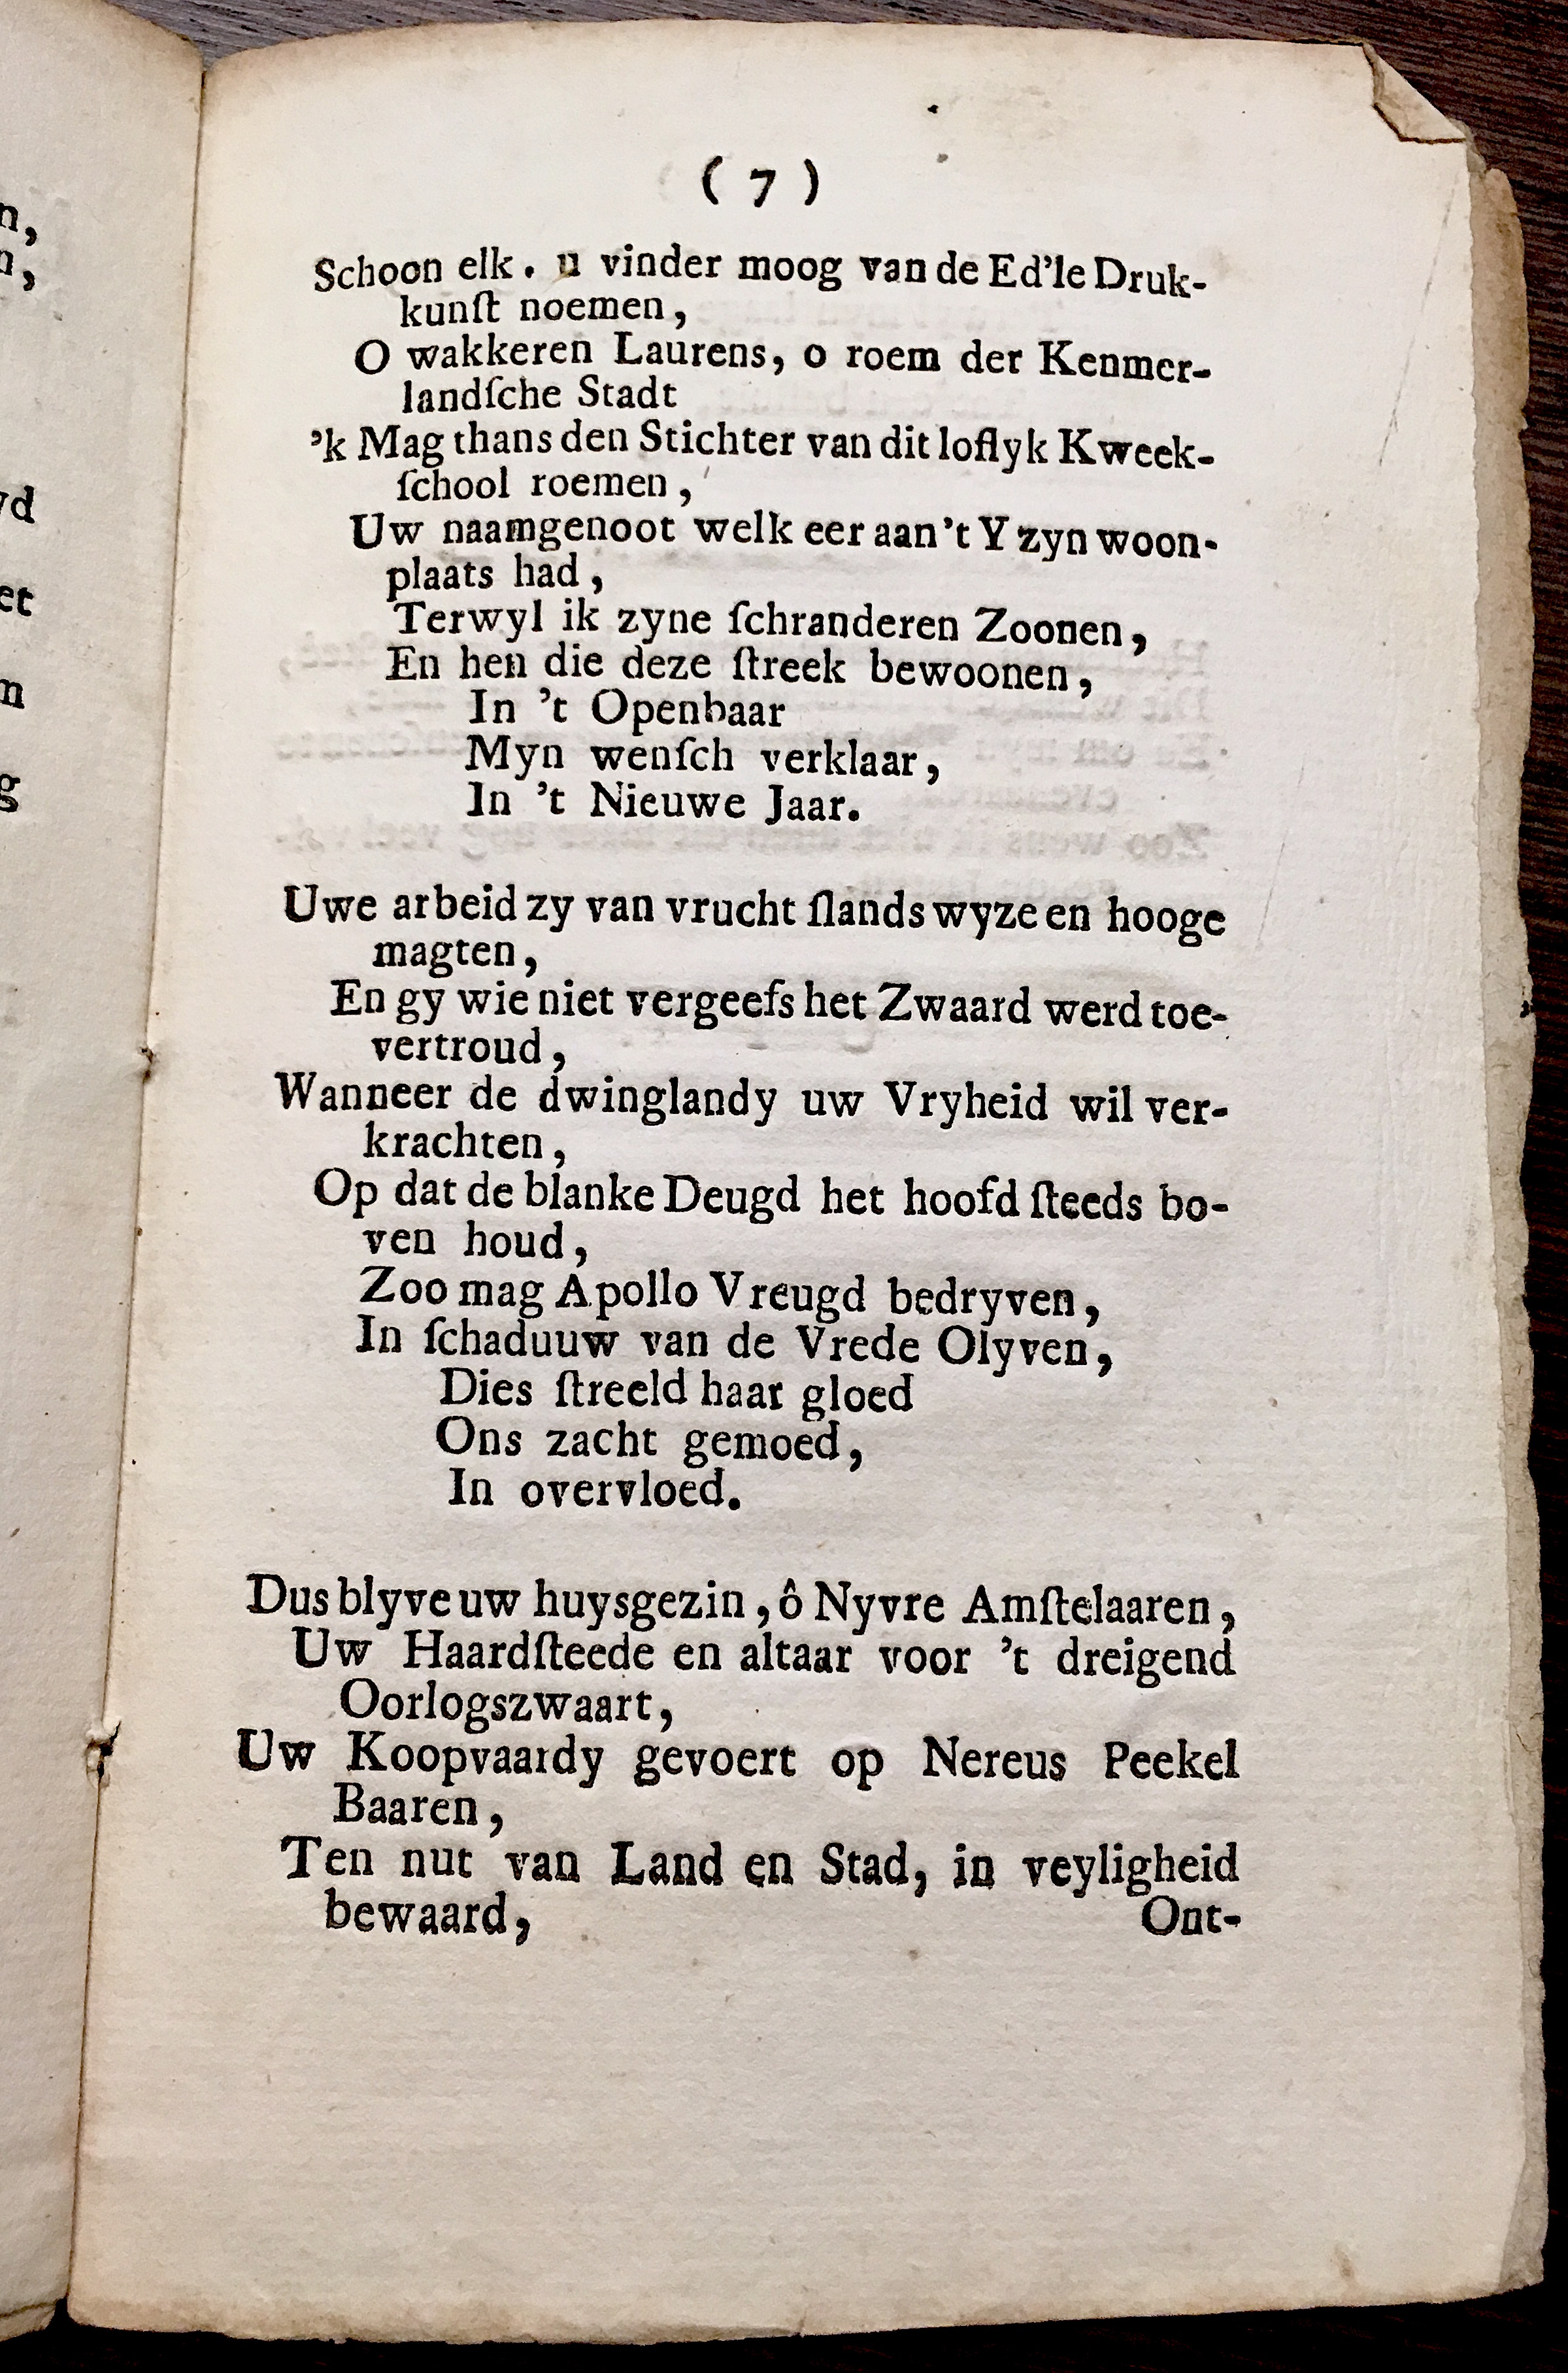 n,
n,
yd
et
n
g
( 7 )
Schoon elk. u vinder moog van de Ed'le Druk-
kunſt noemen,
O wakkeren Laurens, o roem der Kenmer-
landſche Stadt
'k Mag thans den Stichter van dit loflyk Kweek-
ſchool roemen,
Uw naamgenoot welk eer aan't Y zyn woon-
plaats had,
Terwyl ik zyne ſchranderen Zoonen,
En hen die deze ſtreek bewoonen,
In 't Openbaar
Myn wenſch verklaar,
In 't Nieuwe Jaar.
Uwe arbeid zy van vrucht ſlands wyze en hooge
magten,
En gy wie niet vergeefs het Zwaard werd toe-
vertroud,
Wanneer de dwinglandy uw Vryheid wil ver-
krachten,
Op dat de blanke Deugd het hoofd ſteeds bo-
ven houd,
Zoo mag Apollo Vreugd bedryven,
In ſchaduuw van de Vrede Olyven,
Dies ſtreeld haar gloed
Ons zacht gemoed,
In overvloed.
Dus blyve uw huysgezin, ô Nyvre Amſtelaaren,
Uw Haardſteede en altaar voor 't dreigend
Oorlogszwaart,
Uw Koopvaardy gevoert op Nereus Peekel
Baaren,
Ten nut van Land en Stad, in veyligheid
bewaard,
Ont-